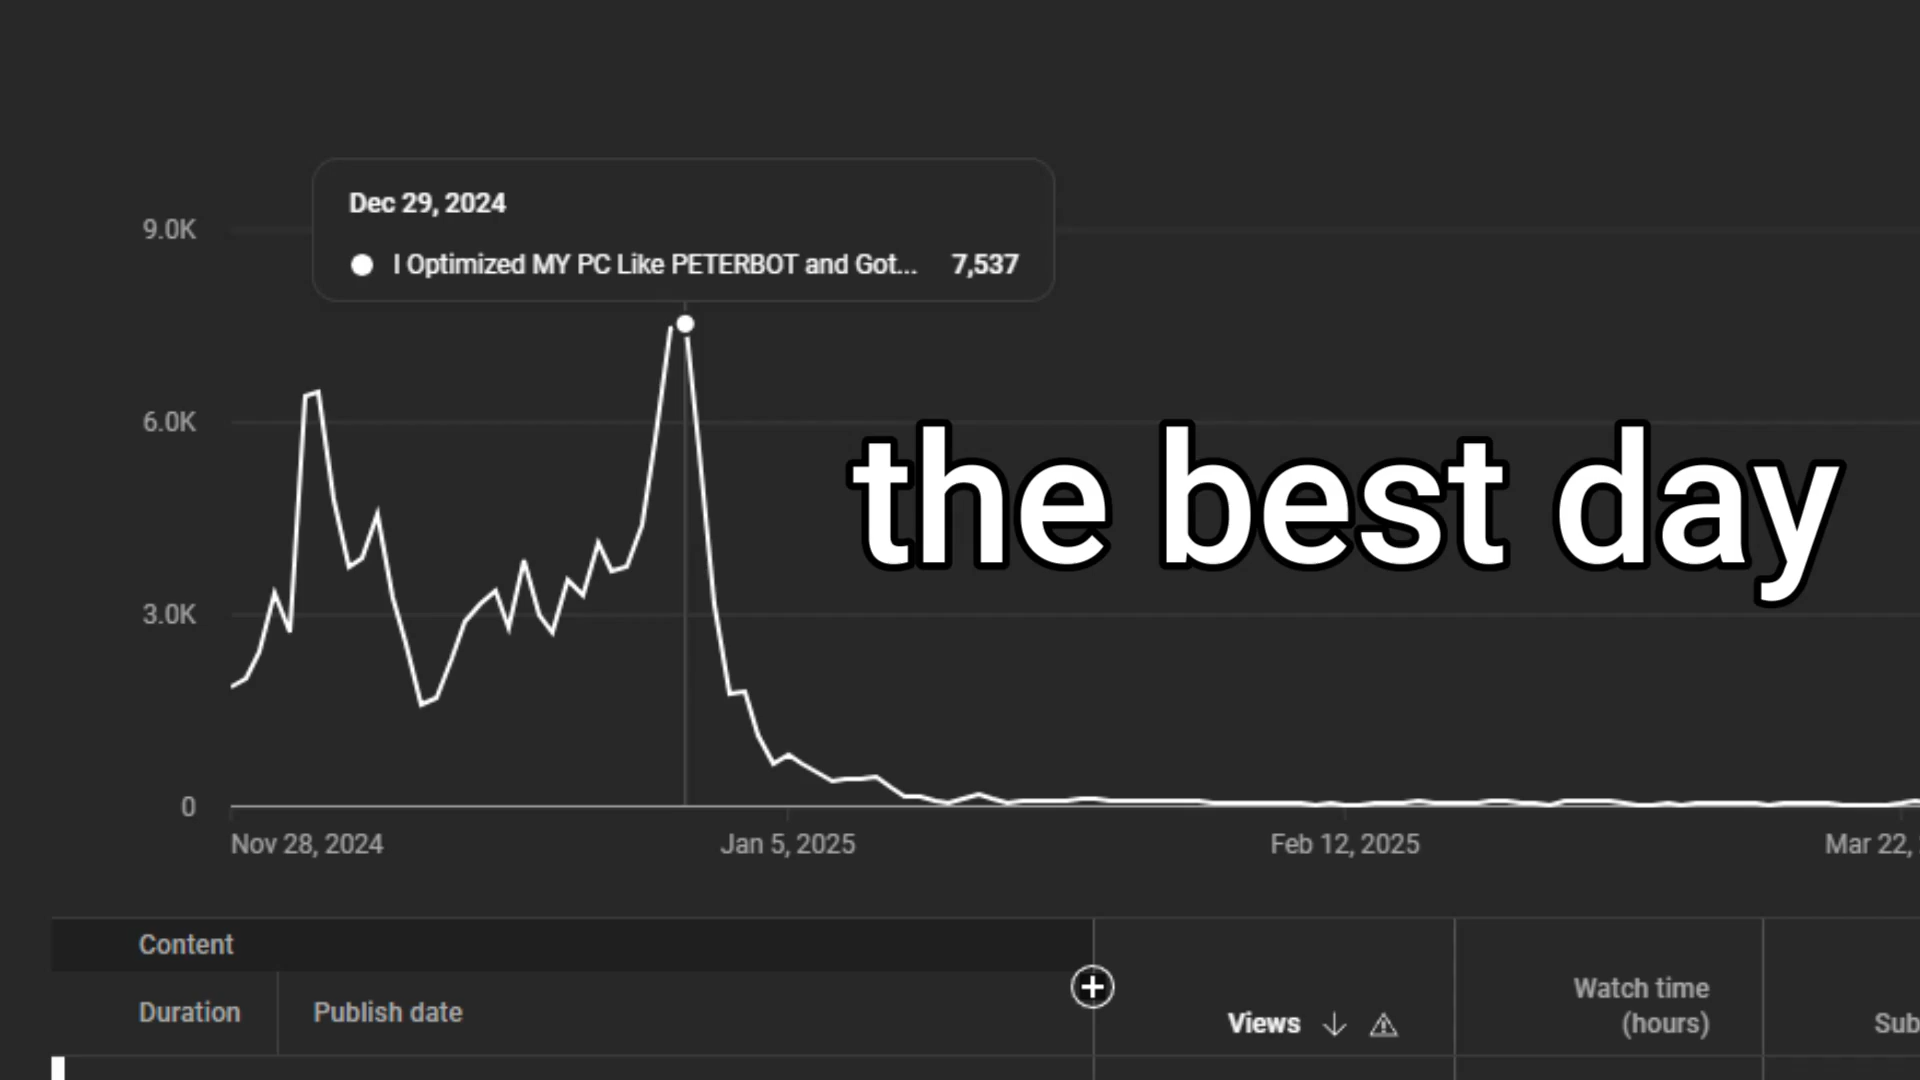 Dec 29, 2024
I Optimized MY PC Like PETERBOT and Got... 7,537
9.0K
6.0K
the best day
3.0K
0
Nov 28, 2024 Jan 5, 2025 Feb 12, 2025 Mar 22,
Content
Duration Publish date Views Watch time
(hours) Sub